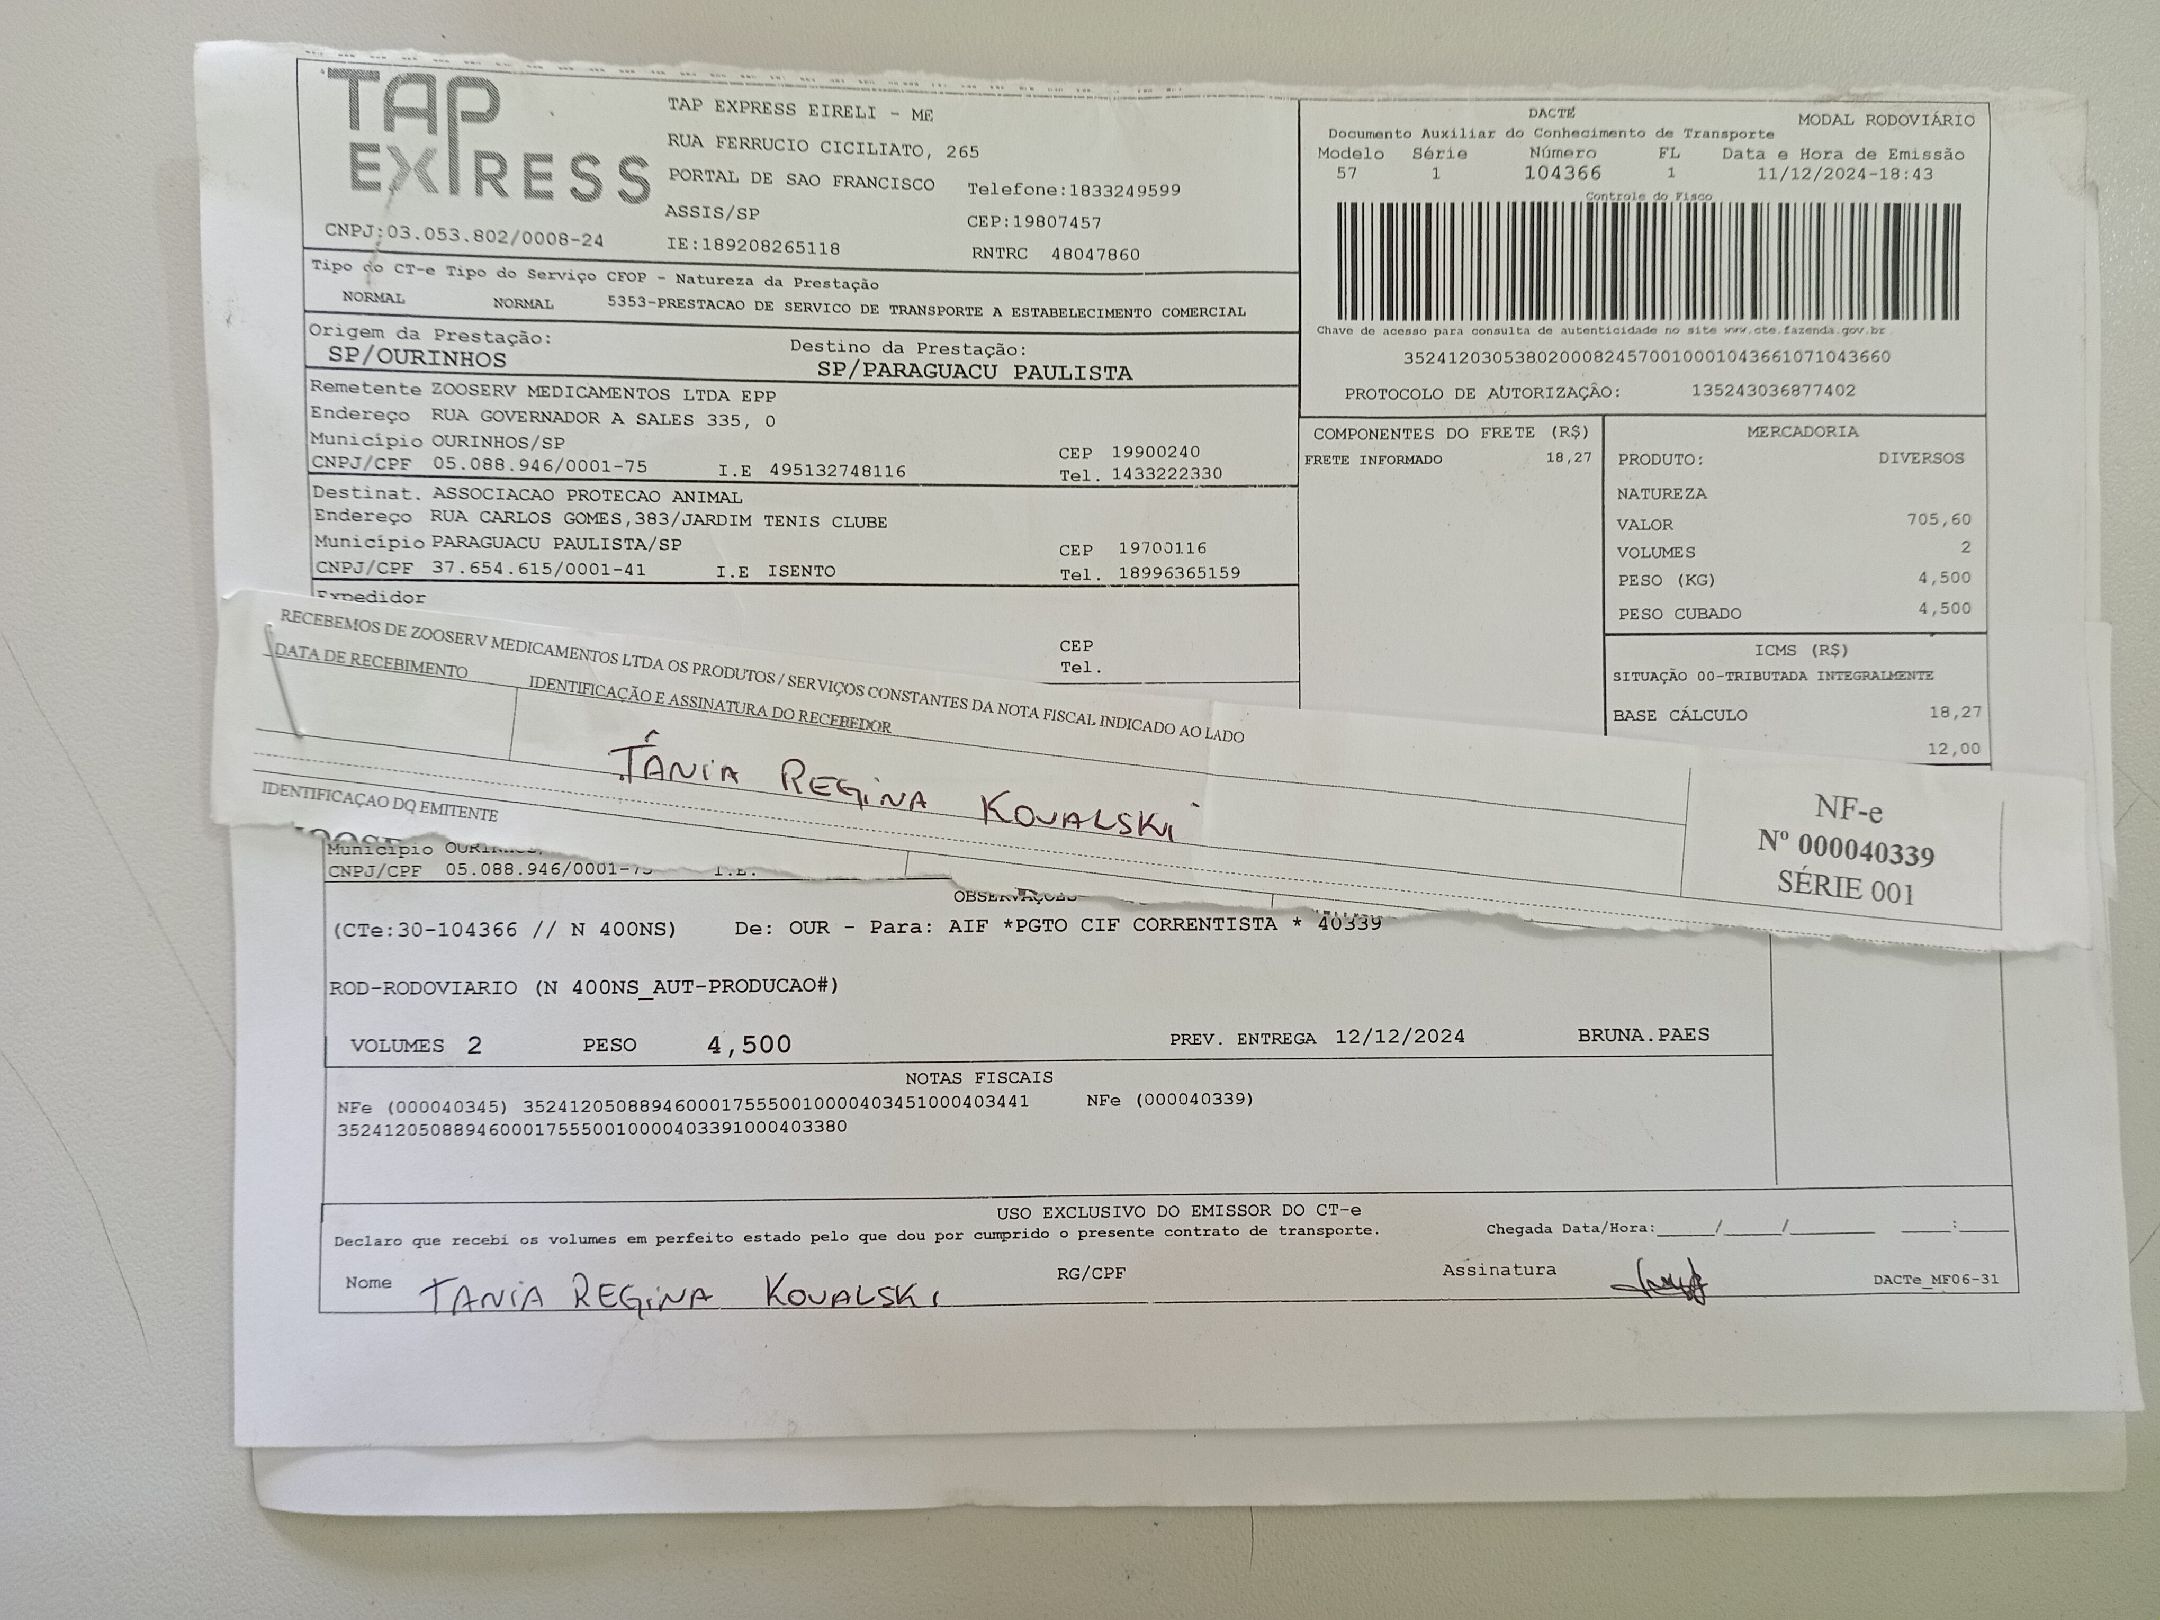 TAP EXPRESS
TAP EXPRESS EIRELI - ME
RUA FERRUCIO CICILIATO, 265
PORTAL DE SAO FRANCISCO Telefone:1833249599
ASSIS/SP CEP:19807457
CNPJ:03.053.802/0008-24 IE:189208265118 RNTRC 48047860
DACTE MODAL RODOVIÁRIO
Documento Auxiliar do Conhecimento de Transporte
Modelo Série Número FL Data e Hora de Emissão
57 1 104366 1 11/12/2024-18:43
Controle do Fisco
Chave de acesso para consulta de autenticidade no site www.cte.fazenda.gov.br
35241203053802000824570010001043661071043660
PROTOCOLO DE AUTORIZAÇÃO: 135243036877402
Tipo do CT-e Tipo do Serviço CFOP - Natureza da Prestação
NORMAL NORMAL 5353-PRESTACAO DE SERVICO DE TRANSPORTE A ESTABELECIMENTO COMERCIAL
Origem da Prestação: Destino da Prestação:
SP/OURINHOS SP/PARAGUACU PAULISTA
Remetente ZOOSERV MEDICAMENTOS LTDA EPP
Endereço RUA GOVERNADOR A SALES 335, 0
Município OURINHOS/SP CEP 19900240
CNPJ/CPF 05.088.946/0001-75 I.E 495132748116 Tel. 1433222330
Destinat. ASSOCIACAO PROTECAO ANIMAL
Endereço RUA CARLOS GOMES,383/JARDIM TENIS CLUBE
Município PARAGUACU PAULISTA/SP CEP 19700116
CNPJ/CPF 37.654.615/0001-41 I.E ISENTO Tel. 18996365159
Expedidor
CEP
Tel.
COMPONENTES DO FRETE (R$)
FRETE INFORMADO 18,27
MERCADORIA
PRODUTO: DIVERSOS
NATUREZA
VALOR 705,60
VOLUMES 2
PESO (KG) 4,500
PESO CUBADO 4,500
ICMS (R$)
SITUAÇÃO 00-TRIBUTADA INTEGRALMENTE
BASE CÁLCULO 18,27
12,00
RECEBEMOS DE ZOOSERV MEDICAMENTOS LTDA OS PRODUTOS / SERVIÇOS CONSTANTES DA NOTA FISCAL INDICADO AO LADO
DATA DE RECEBIMENTO IDENTIFICAÇÃO E ASSINATURA DO RECEBEDOR
TÂNIA REGINA KOVALSKI
NF-e
Nº 000040339
SÉRIE 001
IDENTIFICAÇAO DO EMITENTE
Município
CNPJ/CPF 05.088.946/0001-75 I.E.
OBSERVAÇÕES
(CTe:30-104366 // N 400NS) De: OUR - Para: AIF *PGTO CIF CORRENTISTA * 40339
ROD-RODOVIARIO (N 400NS_AUT-PRODUCAO#)
VOLUMES 2 PESO 4,500 PREV. ENTREGA 12/12/2024 BRUNA.PAES
NOTAS FISCAIS
NFe (000040345) 35241205088946000175550010000403451000403441 NFe (000040339)
35241205088946000175550010000403391000403380
USO EXCLUSIVO DO EMISSOR DO CT-e
Declaro que recebi os volumes em perfeito estado pelo que dou por cumprido o presente contrato de transporte. Chegada Data/Hora:____/____/______ ____:____
Nome TANIA REGINA KOVALSKI RG/CPF Assinatura DACTe_MF06-31